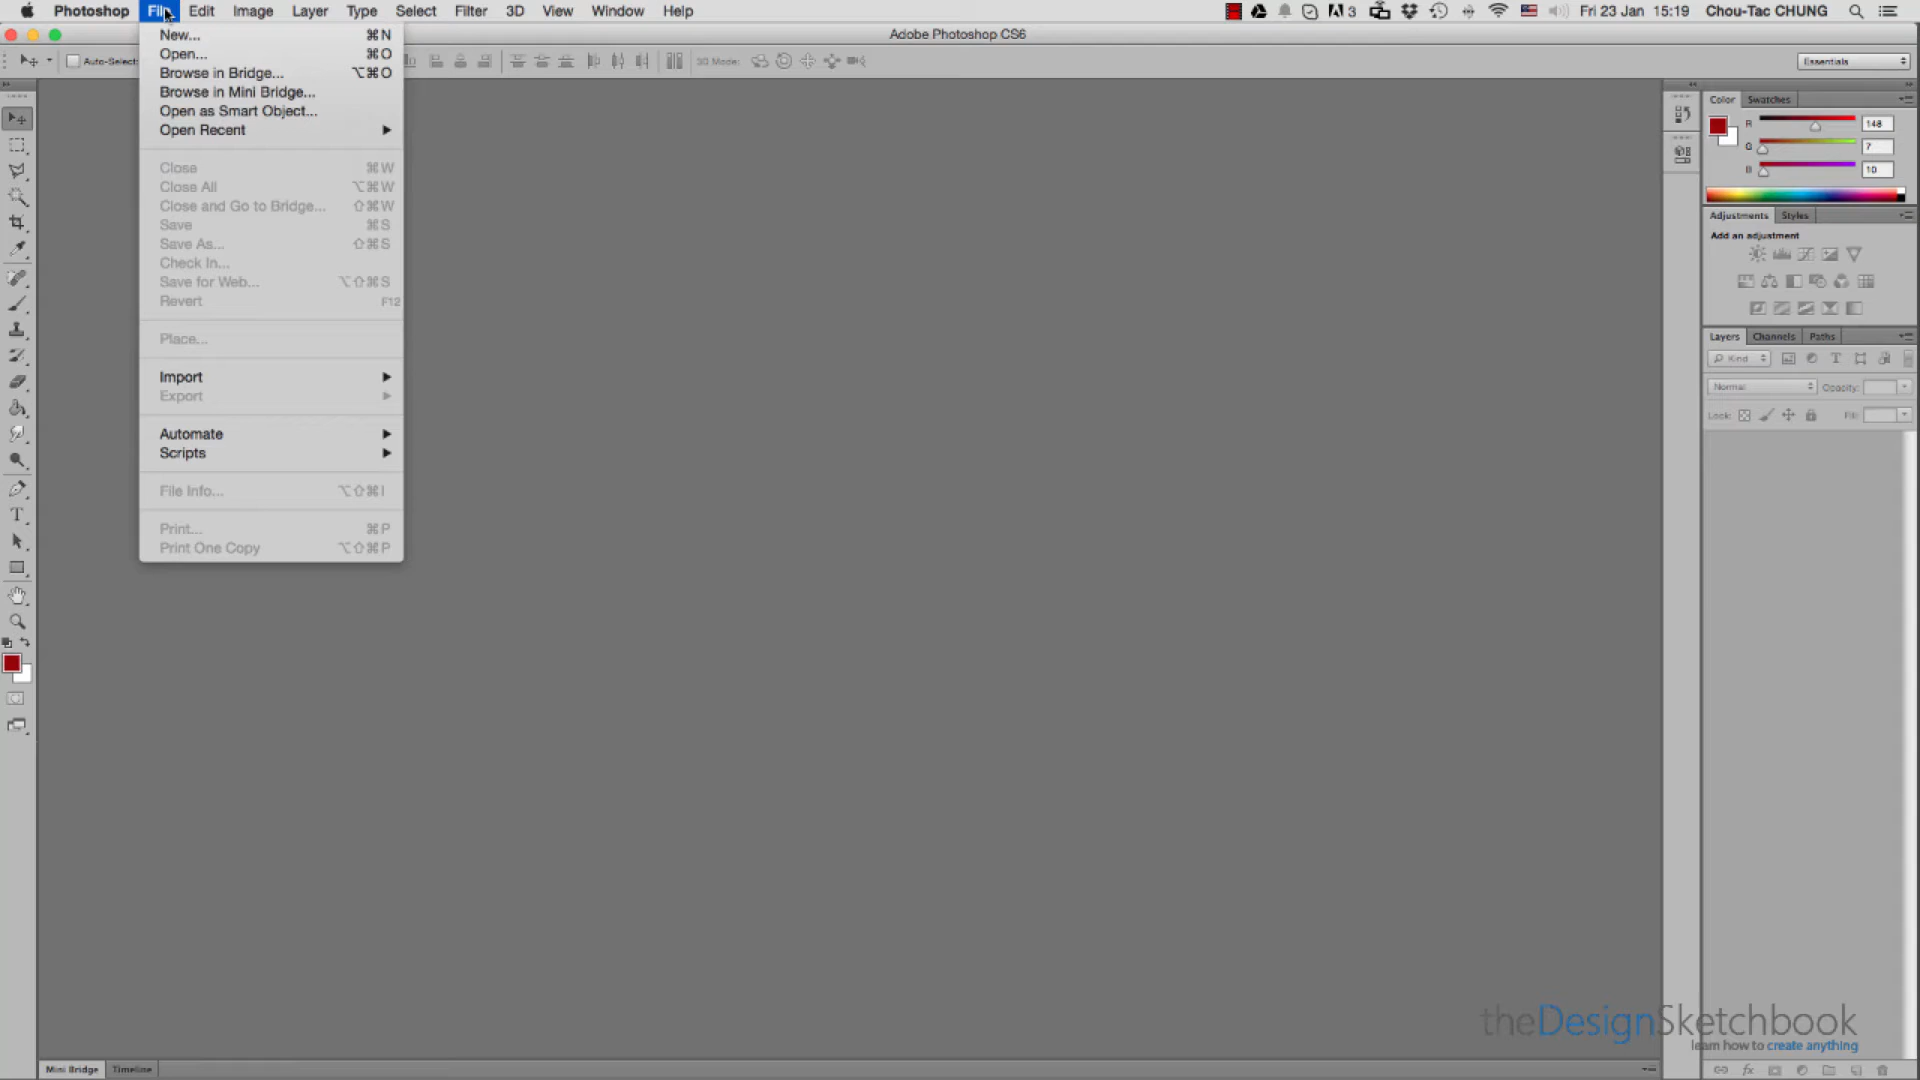 Photoshop File Edit Image Layer Type Select Filter 3D View Window Help
3 Fri 23 Jan 15:19 Chou-Tac CHUNG
Adobe Photoshop CS6
Auto-Select:
3D Mode:
Essentials
New... ⌘N
Open... ⌘O
Browse in Bridge... ⌥⌘O
Browse in Mini Bridge...
Open as Smart Object...
Open Recent
Close ⌘W
Close All ⌥⌘W
Close and Go to Bridge... ⇧⌘W
Save ⌘S
Save As... ⇧⌘S
Check In...
Save for Web... ⌥⇧⌘S
Revert F12
Place...
Import
Export
Automate
Scripts
File Info... ⌥⇧⌘I
Print... ⌘P
Print One Copy ⌥⇧⌘P
Color Swatches
R 148
G 7
B 10
Adjustments Styles
Add an adjustment
Layers Channels Paths
Kind
Normal Opacity:
Lock: Fill:
theDesignSketchbook
learn how to create anything
Mini Bridge Timeline